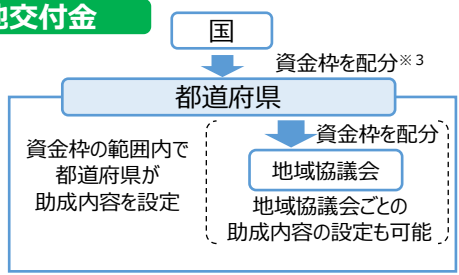 地交付金
国
資金枠を配分※3
都道府県
資金枠の範囲内で
都道府県が
助成内容を設定
資金枠を配分
地域協議会
地域協議会ごとの
助成内容の設定も可能